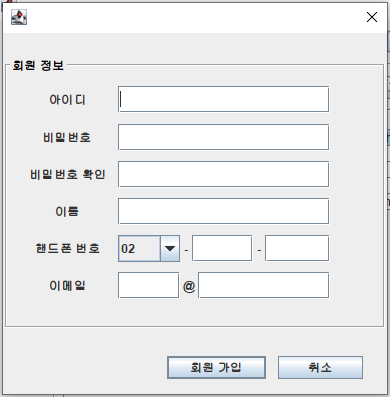 회원 정보
아이디
비밀번호
비밀번호 확인
이름
핸드폰 번호 02 - -
이메일 @
회원 가입 취소